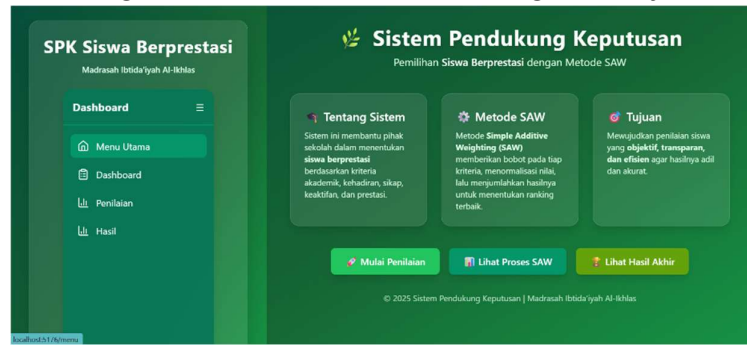 SPK Siswa Berprestasi
Madrasah Ibtida'iyah Al-Ikhlas
Dashboard
Menu Utama
Dashboard
Penilaian
Hasil
Sistem Pendukung Keputusan
Pemilihan Siswa Berprestasi dengan Metode SAW
Tentang Sistem
Sistem ini membantu pihak
sekolah dalam menentukan
siswa berprestasi
berdasarkan kriteria
akademik, kehadiran, sikap,
keaktifan, dan prestasi.
Metode SAW
Metode Simple Additive
Weighting (SAW)
memberikan bobot pada tiap
kriteria, menormalisasi nilai,
lalu menjumlahkan hasilnya
untuk menentukan ranking
terbaik.
Tujuan
Mewujudkan penilaian siswa
yang objektif, transparan,
dan efisien agar hasilnya adil
dan akurat.
Mulai Penilaian
Lihat Proses SAW
Lihat Hasil Akhir
© 2025 Sistem Pendukung Keputusan | Madrasah Ibtida'iyah Al-Ikhlas
localhost:5176/menu